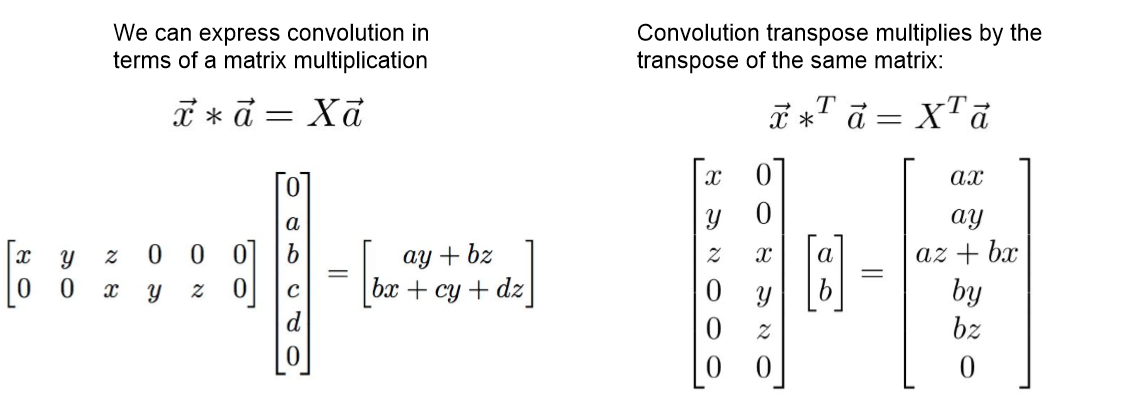 We can express convolution in
terms of a matrix multiplication
x⃗ * a⃗ = Xa⃗
[x y z 0 0 0
0 0 x y z 0] [0
a
b
c
d
0] = [ay + bz
bx + cy + dz]
Convolution transpose multiplies by the
transpose of the same matrix:
x⃗ *ᵀ a⃗ = Xᵀa⃗
[x 0
y 0
z x
0 y
0 z
0 0] [a
b] = [ax
ay
az + bx
by
bz
0]